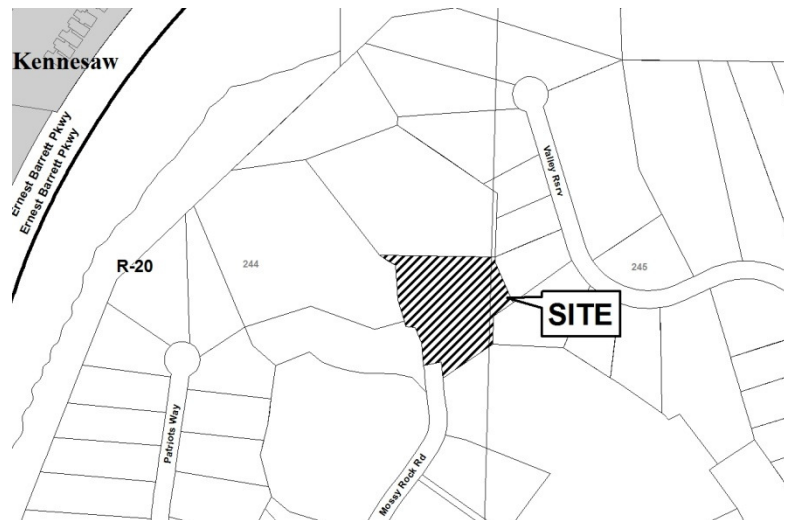 Kennesaw
Ernest Barrett Pkwy
Ernest Barrett Pkwy
Valley Rsrv
R-20
244
245
SITE
Patriots Way
Mossy Rock Rd